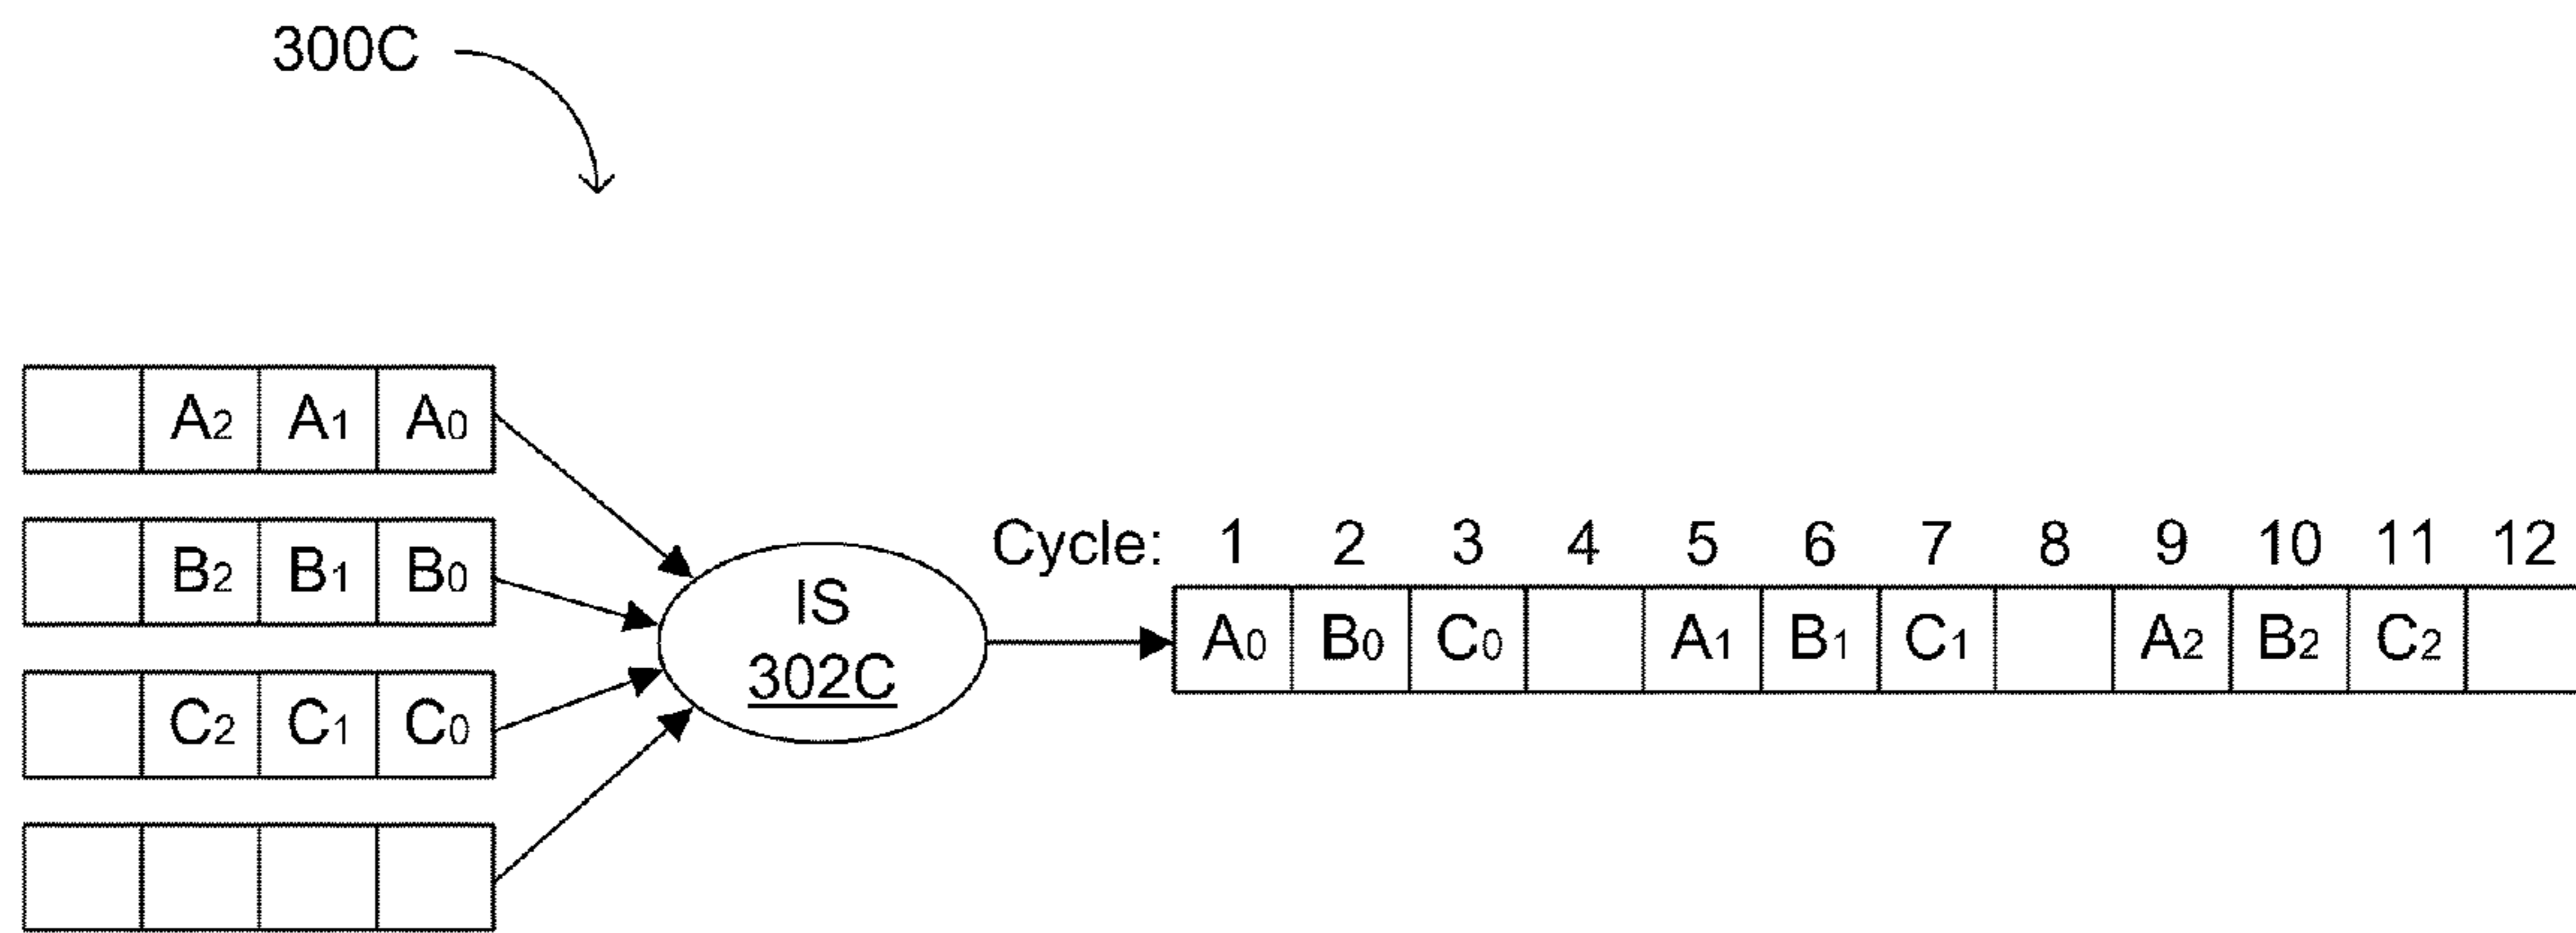 300C
A2 A1 A0
B2 B1 B0
C2 C1 C0
IS
302C
Cycle: 1 2 3 4 5 6 7 8 9 10 11 12
A0 B0 C0 A1 B1 C1 A2 B2 C2